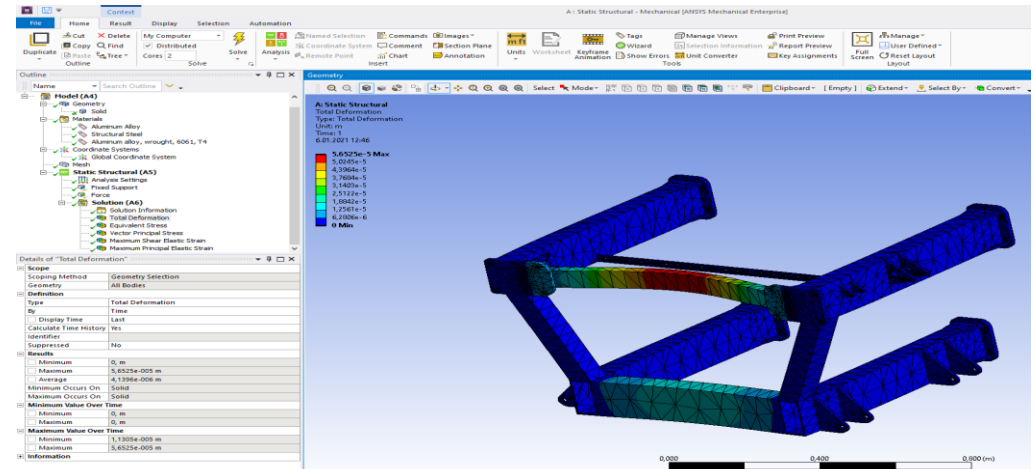 Context
A : Static Structural - Mechanical [ANSYS Mechanical Enterprise]
File Home Result Display Selection Automation
Duplicate
Cut
Copy
Paste
Delete
Find
Tree
Outline
My Computer
Distributed
Cores 2
Solve
Solve
Analysis
Named Selection
Coordinate System
Remote Point
Commands
Comment
Chart
Images
Section Plane
Annotation
Insert
Units
Worksheet
Keyframe
Animation
Tags
Wizard
Show Errors
Manage Views
Selection Information
Unit Converter
Print Preview
Report Preview
Key Assignments
Tools
Full
Screen
Manage
User Defined
Reset Layout
Layout
Outline
Name Search Outline
Model (A4)
Geometry
Solid
Materials
Aluminum Alloy
Structural Steel
Aluminum alloy, wrought, 6061, T4
Coordinate Systems
Global Coordinate System
Mesh
Static Structural (A5)
Analysis Settings
Fixed Support
Force
Solution (A6)
Solution Information
Total Deformation
Equivalent Stress
Vector Principal Stress
Maximum Shear Elastic Strain
Maximum Principal Elastic Strain
Details of "Total Deformation"
Scope
Scoping Method Geometry Selection
Geometry All Bodies
Definition
Type Total Deformation
By Time
Display Time Last
Calculate Time History Yes
Identifier
Suppressed No
Results
Minimum 0, m
Maximum 5,6525e-005 m
Average 4,1396e-006 m
Minimum Occurs On Solid
Maximum Occurs On Solid
Minimum Value Over Time
Minimum 0, m
Maximum 0, m
Maximum Value Over Time
Minimum 1,1305e-005 m
Maximum 5,6525e-005 m
Information
Geometry
Select Mode Clipboard [ Empty ] Extend Select By Convert
A: Static Structural
Total Deformation
Type: Total Deformation
Unit: m
Time: 1
6.01.2021 12:46
5,6525e-5 Max
5,0245e-5
4,3964e-5
3,7684e-5
3,1403e-5
2,5122e-5
1,8842e-5
1,2561e-5
6,2806e-6
0 Min
0,000 0,400 0,800 (m)